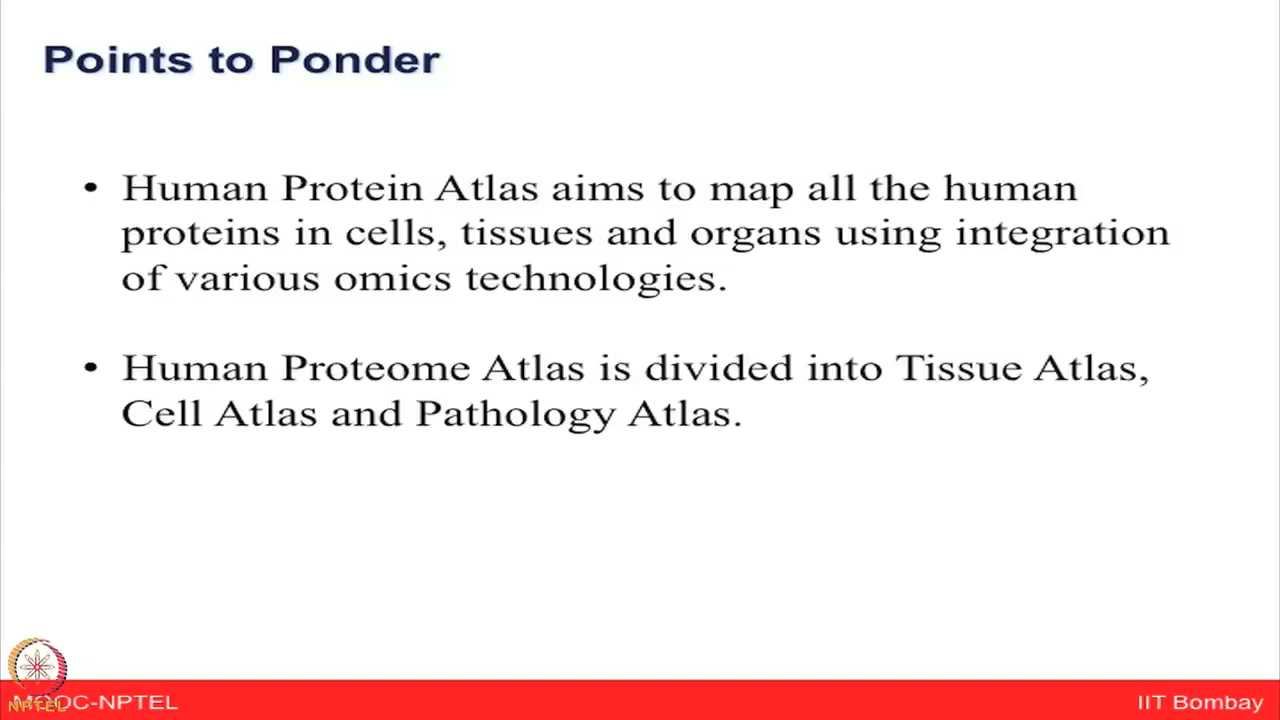 Points to Ponder
• Human Protein Atlas aims to map all the human
proteins in cells, tissues and organs using integration
of various omics technologies.
• Human Proteome Atlas is divided into Tissue Atlas,
Cell Atlas and Pathology Atlas.
MOOC-NPTEL
NPTEL
IIT Bombay